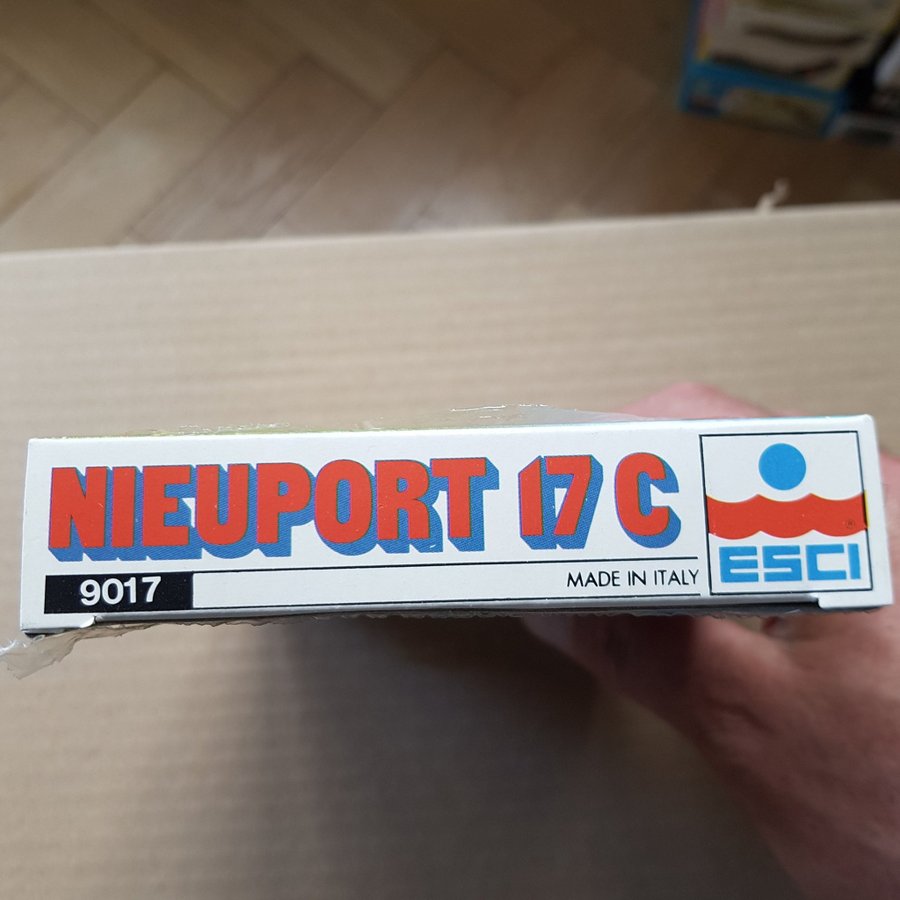 NIEUPORT 17 C
9017
MADE IN ITALY
®
ESCI